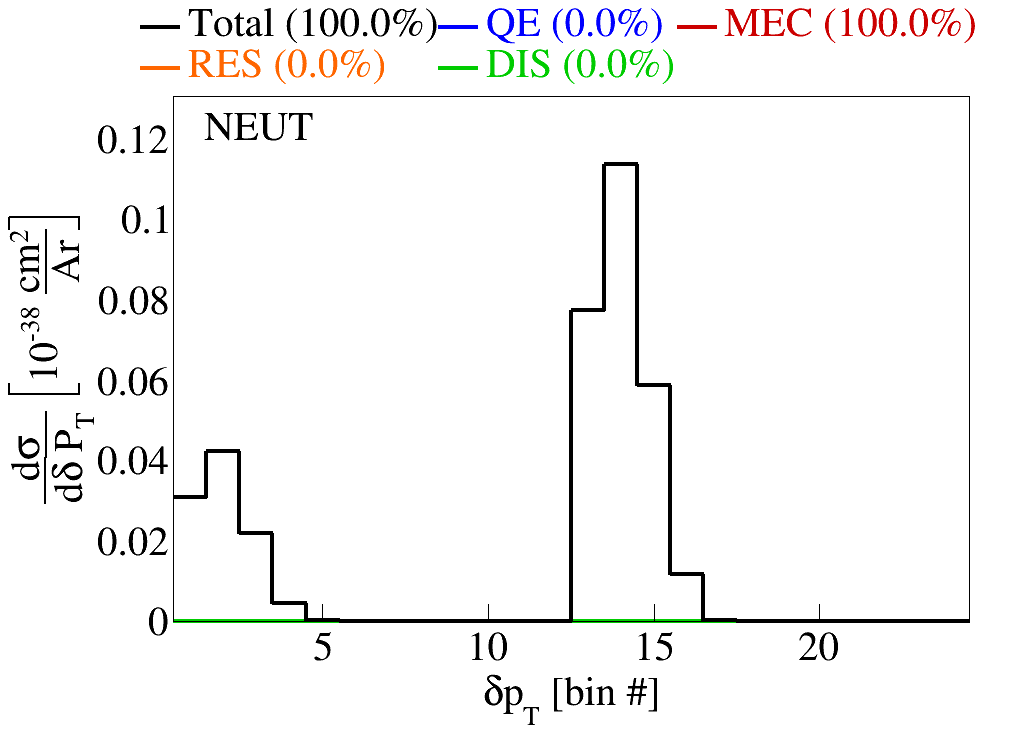 Total (100.0%) QE (0.0%) MEC (100.0%)
RES (0.0%) DIS (0.0%)
NEUT
0.12
0.1
0.08
0.06
0.04
0.02
0
5 10 15 20
δp_T [bin #]
dσ/dδ P_T [10^-38 cm^2/Ar]